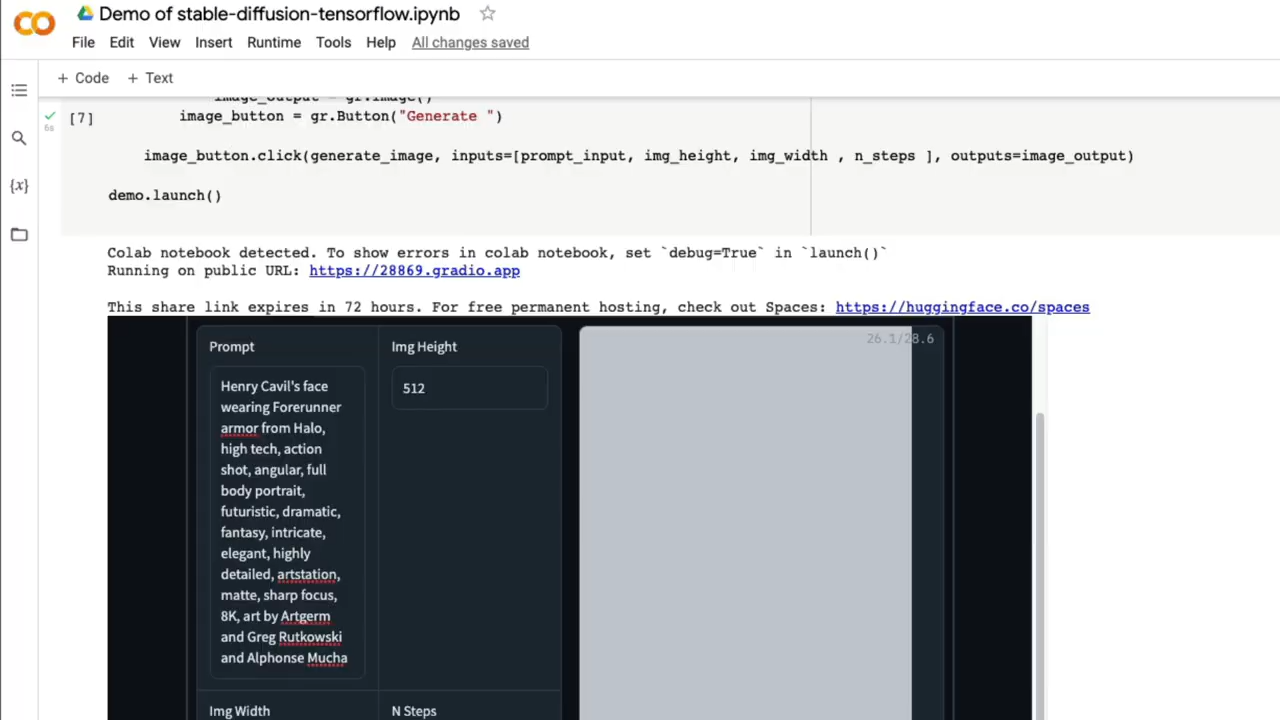 Demo of stable-diffusion-tensorflow.ipynb
File Edit View Insert Runtime Tools Help All changes saved
+ Code + Text
image_output = gr.Image()
[7] image_button = gr.Button("Generate ")
6s
image_button.click(generate_image, inputs=[prompt_input, img_height, img_width , n_steps ], outputs=image_output)
{x}
demo.launch()
Colab notebook detected. To show errors in colab notebook, set `debug=True` in `launch()`
Running on public URL: https://28869.gradio.app
This share link expires in 72 hours. For free permanent hosting, check out Spaces: https://huggingface.co/spaces
26.1/28.6
Prompt
Henry Cavil's face
wearing Forerunner
armor from Halo,
high tech, action
shot, angular, full
body portrait,
futuristic, dramatic,
fantasy, intricate,
elegant, highly
detailed, artstation,
matte, sharp focus,
8K, art by Artgerm
and Greg Rutkowski
and Alphonse Mucha
Img Height
512
Img Width
N Steps